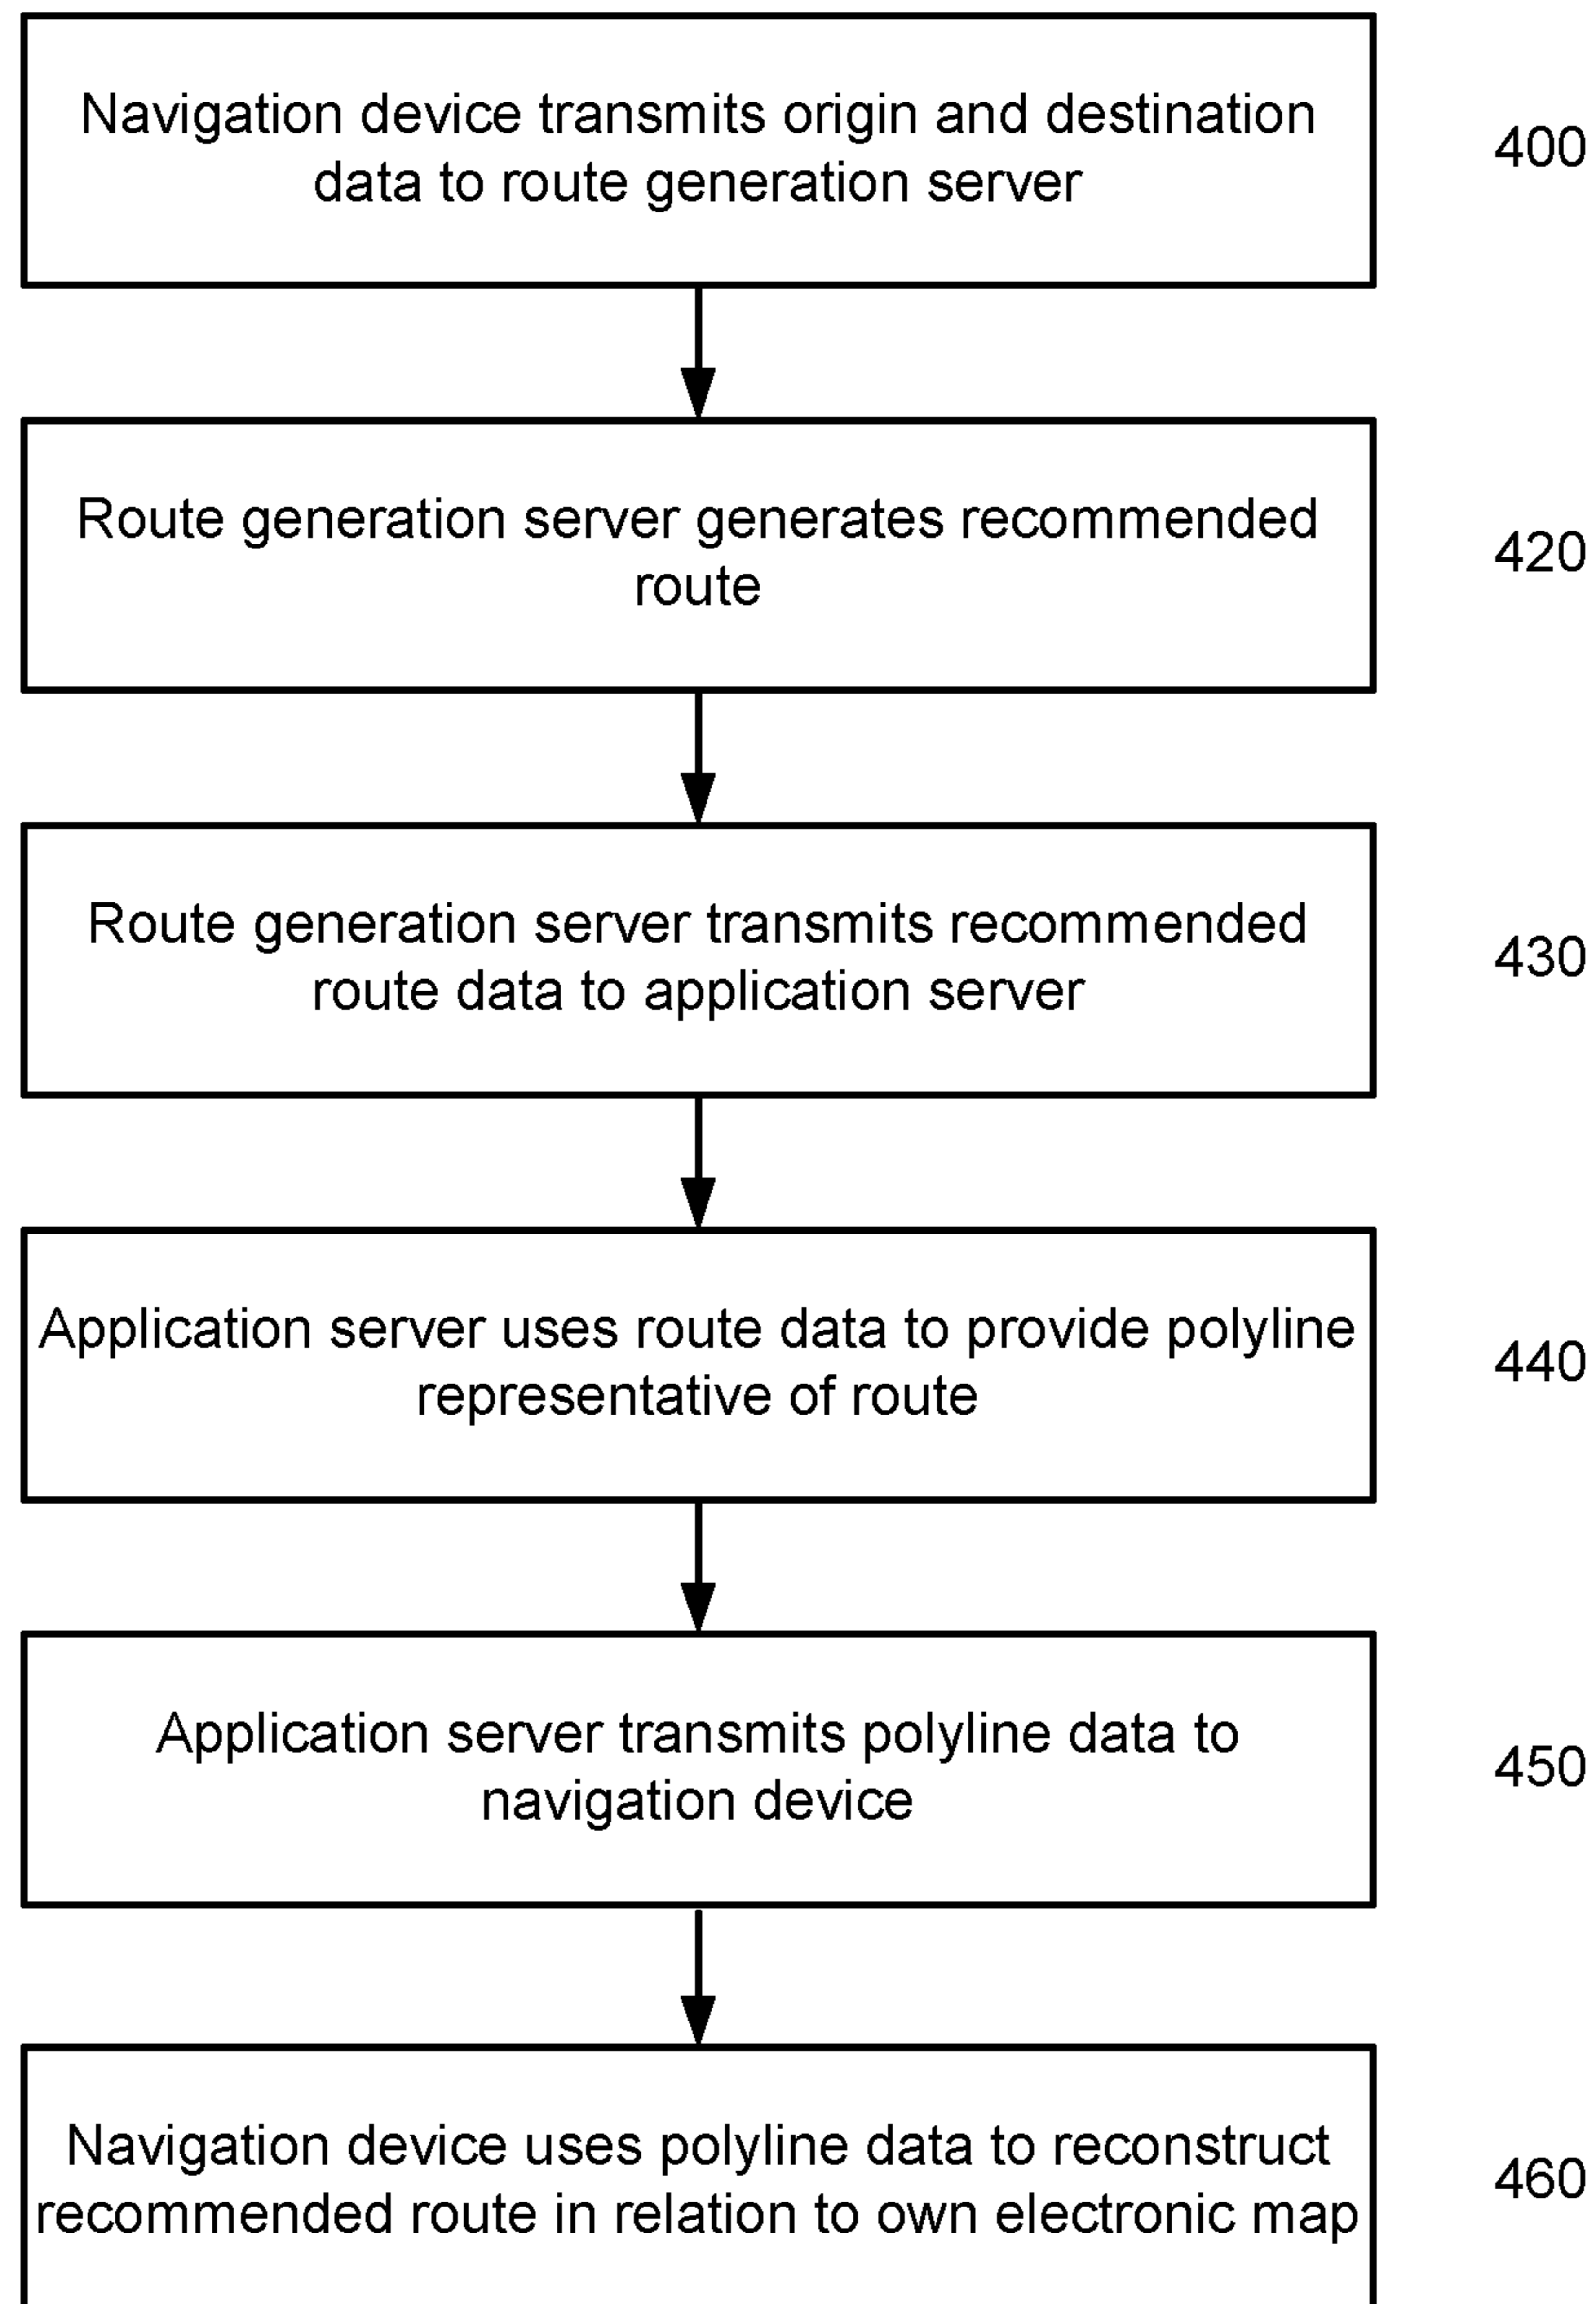 Navigation device transmits origin and destination
data to route generation server
400
Route generation server generates recommended
route
420
Route generation server transmits recommended
route data to application server
430
Application server uses route data to provide polyline
representative of route
440
Application server transmits polyline data to
navigation device
450
Navigation device uses polyline data to reconstruct
recommended route in relation to own electronic map
460